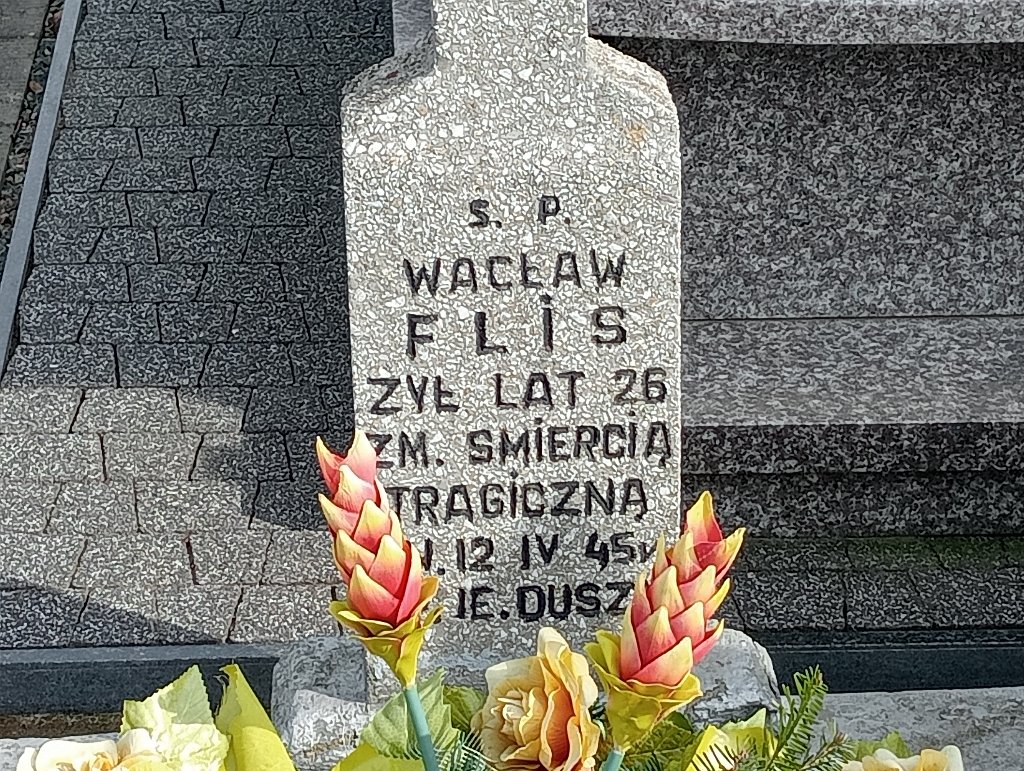 S. P.
WACŁAW
FLIS
ZYŁ LAT 26
ZM. SMIERCIĄ
TRAGICZNĄ
12 IV 45